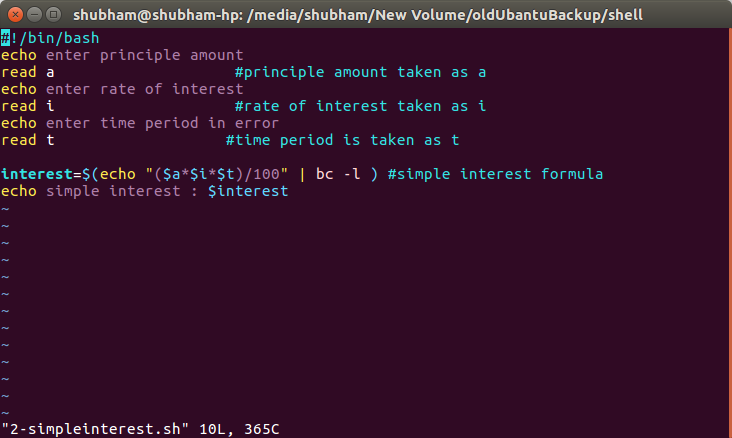 shubham@shubham-hp: /media/shubham/New Volume/oldUbantuBackup/shell
#!/bin/bash
echo enter principle amount
read a                    #principle amount taken as a
echo enter rate of interest
read i                    #rate of interest taken as i
echo enter time period in error
read t                   #time period is taken as t

interest=$(echo "($a*$i*$t)/100" | bc -l ) #simple interest formula
echo simple interest : $interest
~
~
~
~
~
~
~
~
~
~
~
~
~
"2-simpleinterest.sh" 10L, 365C